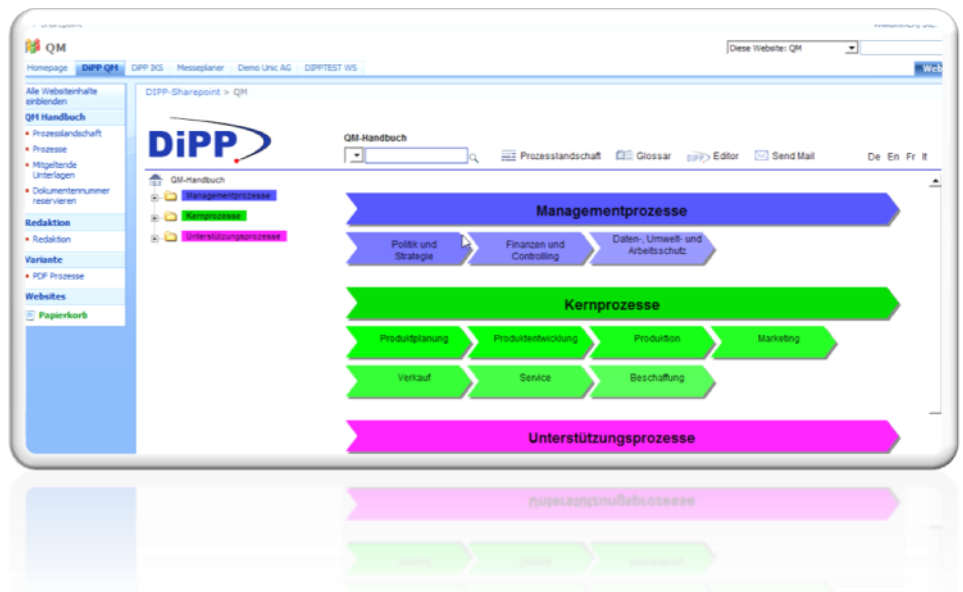 QM
Diese Website: QM
Homepage DiPP QM DiPP IKS Messeplaner Demo Unic AG DIPPTEST WS
Web
Alle Websiteinhalte
einblenden
QM Handbuch
Prozesslandschaft
Prozesse
Mitgeltende
Unterlagen
Dokumentennummer
reservieren
Redaktion
Redaktion
Variante
PDF Prozesse
Websites
Papierkorb
DIPP-Sharepoint > QM
DiPP
QM-Handbuch
Prozesslandschaft Glossar DiPP Editor Send Mail De En Fr It
QM-Handbuch
Managementprozesse
Kernprozesse
Unterstützungsprozesse
Managementprozesse
Politik und
Strategie
Finanzen und
Controlling
Daten-, Umwelt- und
Arbeitsschutz
Kernprozesse
Produktplanung Produktentwicklung Produktion Marketing
Verkauf Service Beschaffung
Unterstützungsprozesse